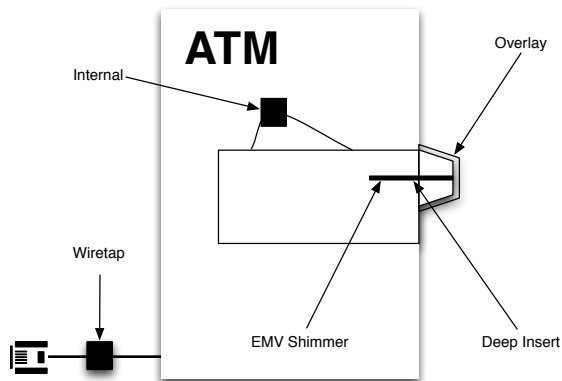 ATM
Overlay
Internal
Wiretap
EMV Shimmer
Deep Insert